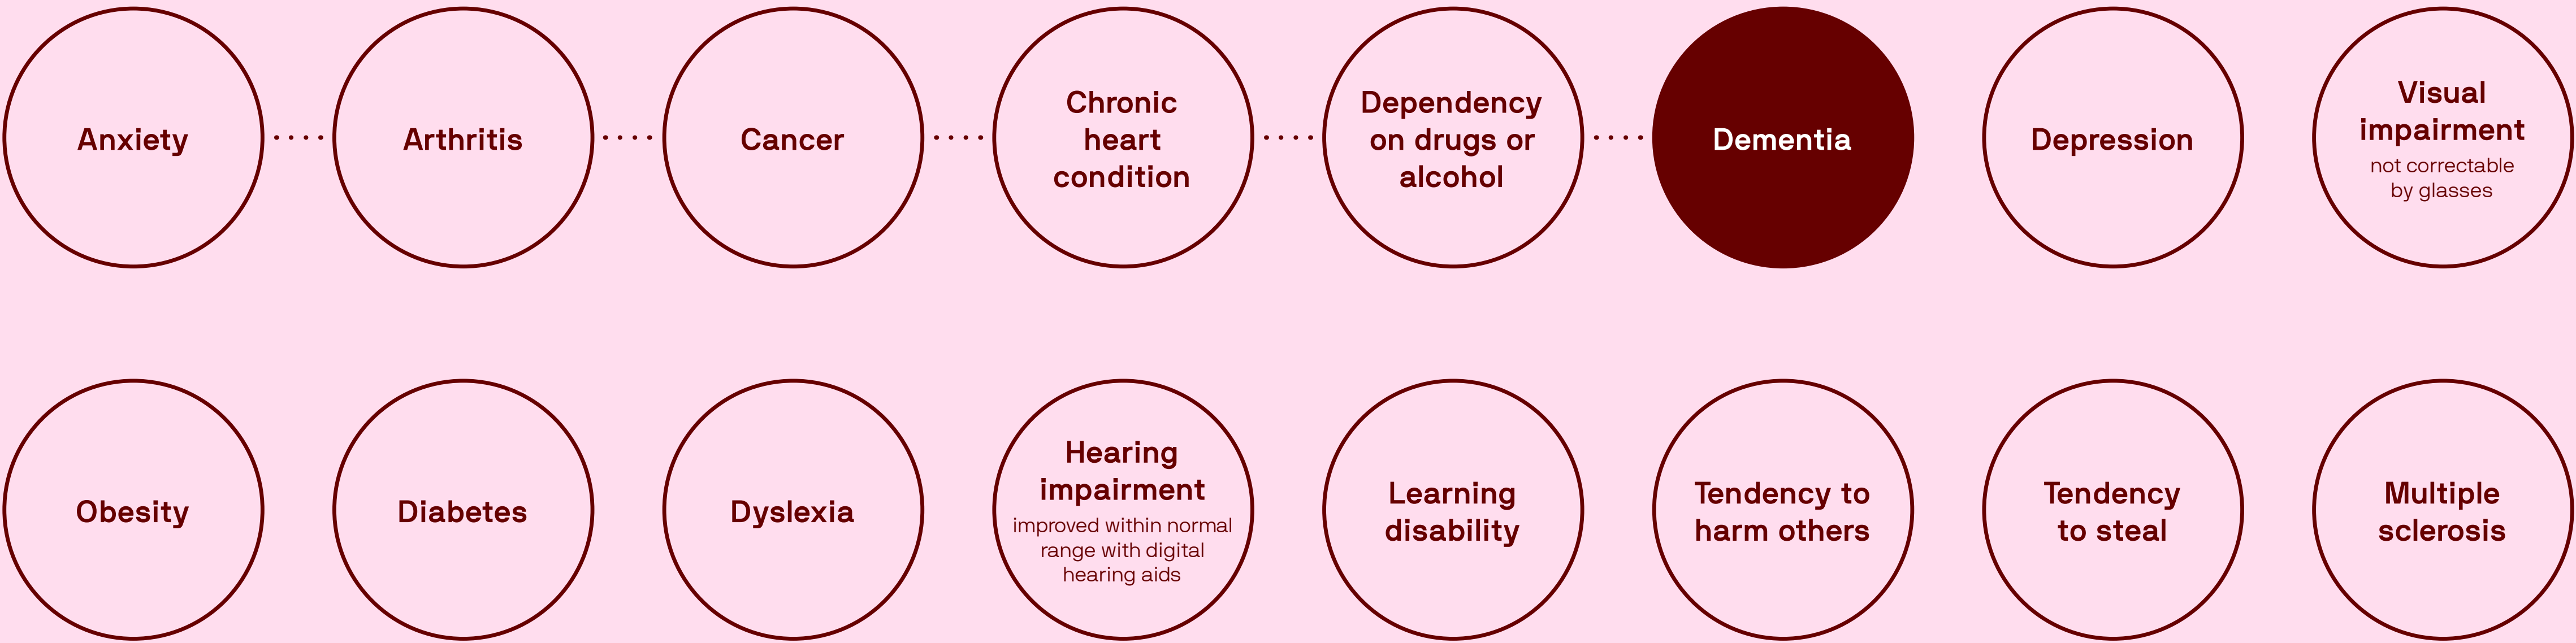 Anxiety
Arthritis
Cancer
Chronic
heart
condition
Dependency
on drugs or
alcohol
Dementia
Depression
Visual
impairment
not correctable
by glasses
Obesity
Diabetes
Dyslexia
Hearing
impairment
improved within normal
range with digital
hearing aids
Learning
disability
Tendency to
harm others
Tendency
to steal
Multiple
sclerosis